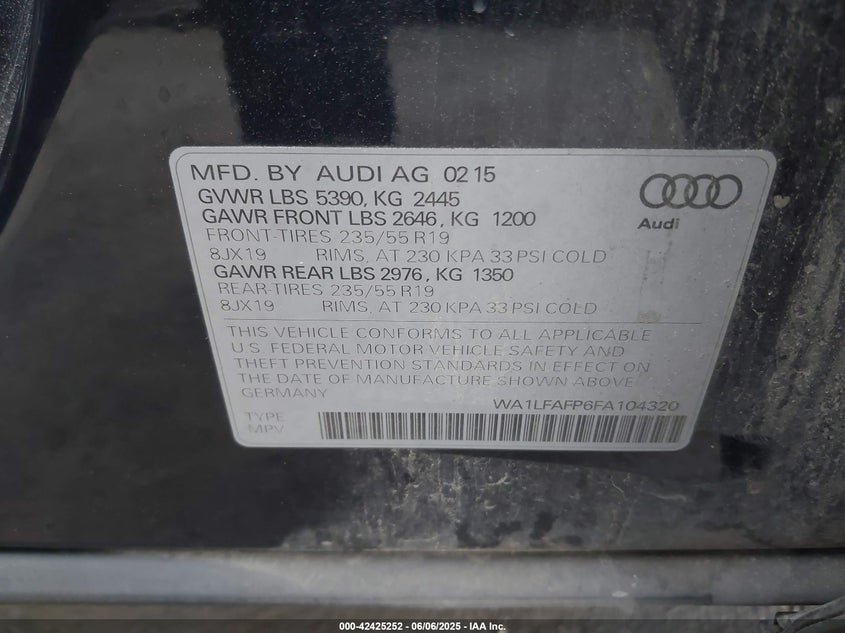 MFD. BY AUDI AG 02 15
GVWR LBS 5390, KG 2445
GAWR FRONT LBS 2646, KG 1200
FRONT-TIRES 235/55 R19
8JX19 RIMS, AT 230 KPA 33 PSI COLD
GAWR REAR LBS 2976, KG 1350
REAR-TIRES 235/55 R19
8JX19 RIMS, AT 230 KPA 33 PSI COLD
Audi
THIS VEHICLE CONFORMS TO ALL APPLICABLE
U.S. FEDERAL MOTOR VEHICLE SAFETY AND
THEFT PREVENTION STANDARDS IN EFFECT ON
THE DATE OF MANUFACTURE SHOWN ABOVE
GERMANY WA1LFAFP6FA104320
TYPE
MPV
000-42425252 - 06/06/2025 - IAA Inc.